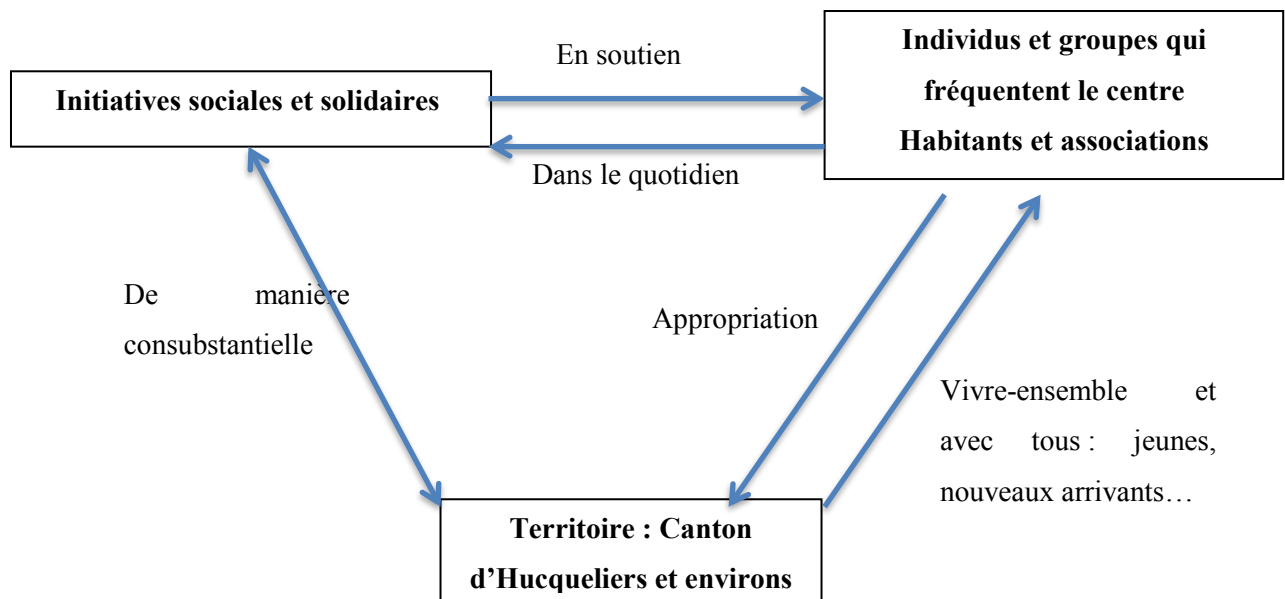 En soutien
Initiatives sociales et solidaires
Individus et groupes qui
fréquentent le centre
Habitants et associations
Dans le quotidien
De manière
consubstantielle
Appropriation
Vivre-ensemble et
avec tous : jeunes,
nouveaux arrivants…
Territoire : Canton
d’Hucqueliers et environs